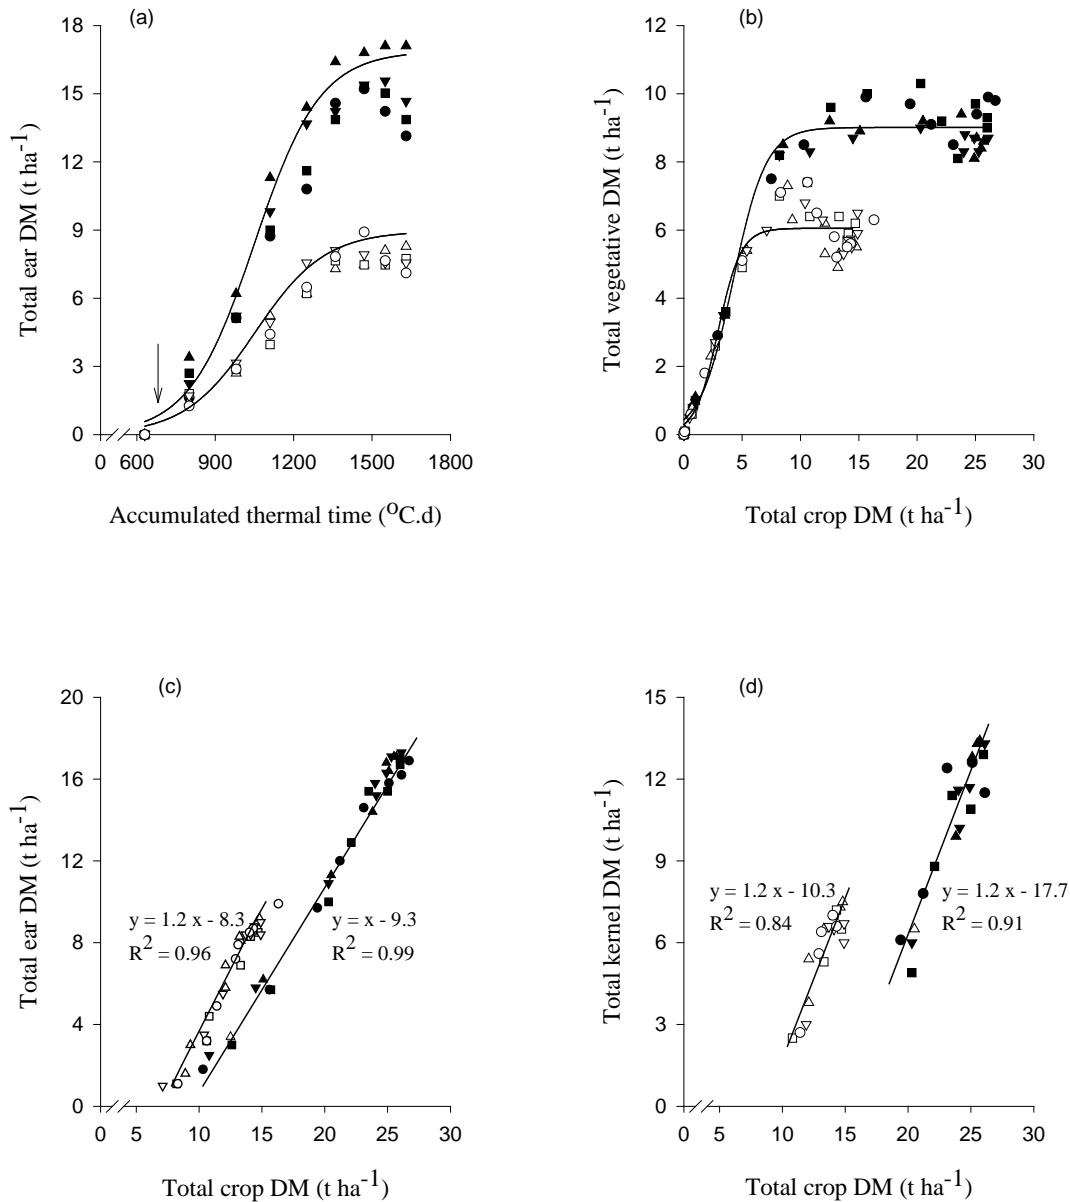 (a)
18
15
12
9
6
3
0
Total ear DM (t ha-1)
0 600 900 1200 1500 1800
Accumulated thermal time (oC.d)
(b)
12
10
8
6
4
2
0
Total vegetative DM (t ha-1)
0 5 10 15 20 25 30
Total crop DM (t ha-1)
(c)
20
16
12
8
4
0
Total ear DM (t ha-1)
y = 1.2 x - 8.3
R2 = 0.96
y = x - 9.3
R2 = 0.99
0 5 10 15 20 25 30
Total crop DM (t ha-1)
(d)
15
12
9
6
3
0
Total kernel DM (t ha-1)
y = 1.2 x - 10.3
R2 = 0.84
y = 1.2 x - 17.7
R2 = 0.91
0 5 10 15 20 25 30
Total crop DM (t ha-1)